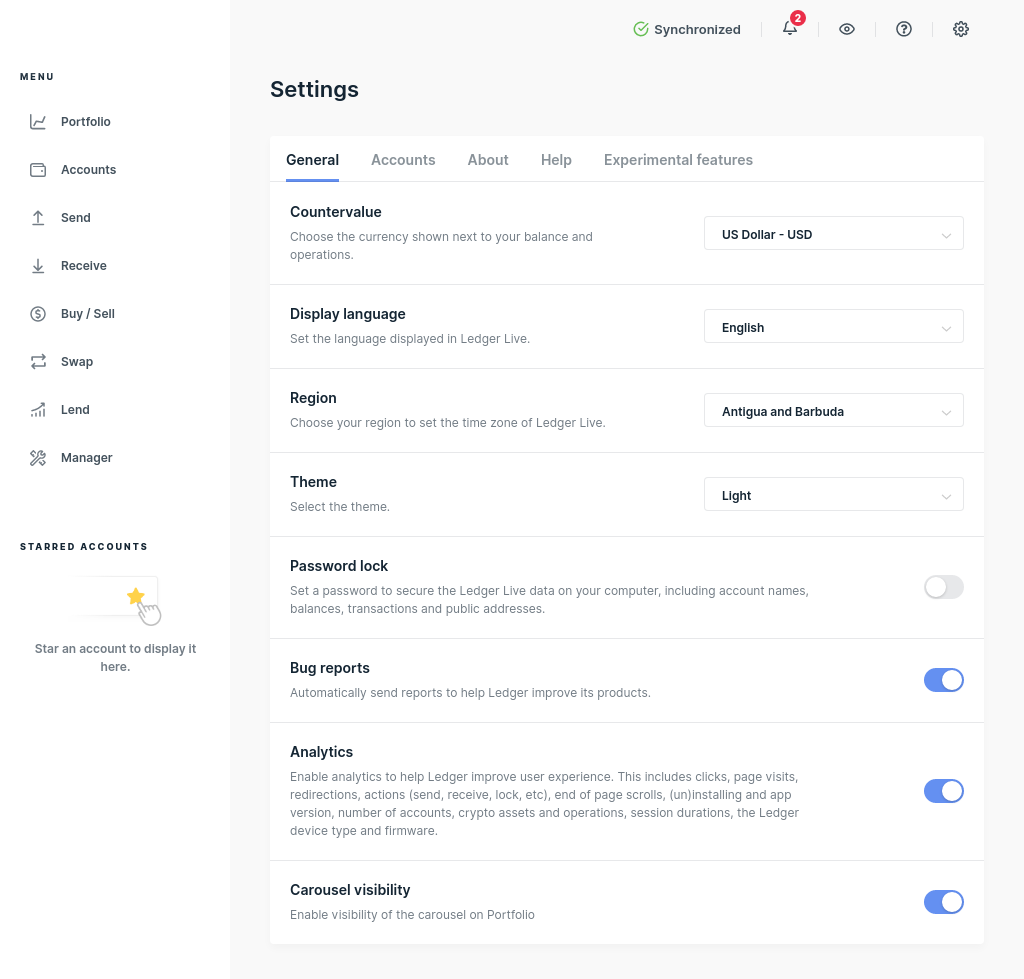 Synchronized
2
MENU
Portfolio
Accounts
Send
Receive
Buy / Sell
Swap
Lend
Manager
STARRED ACCOUNTS
Star an account to display it
here.
Settings
General Accounts About Help Experimental features
Countervalue
Choose the currency shown next to your balance and
operations.
US Dollar - USD
Display language
Set the language displayed in Ledger Live.
English
Region
Choose your region to set the time zone of Ledger Live.
Antigua and Barbuda
Theme
Select the theme.
Light
Password lock
Set a password to secure the Ledger Live data on your computer, including account names,
balances, transactions and public addresses.
Bug reports
Automatically send reports to help Ledger improve its products.
Analytics
Enable analytics to help Ledger improve user experience. This includes clicks, page visits,
redirections, actions (send, receive, lock, etc), end of page scrolls, (un)installing and app
version, number of accounts, crypto assets and operations, session durations, the Ledger
device type and firmware.
Carousel visibility
Enable visibility of the carousel on Portfolio